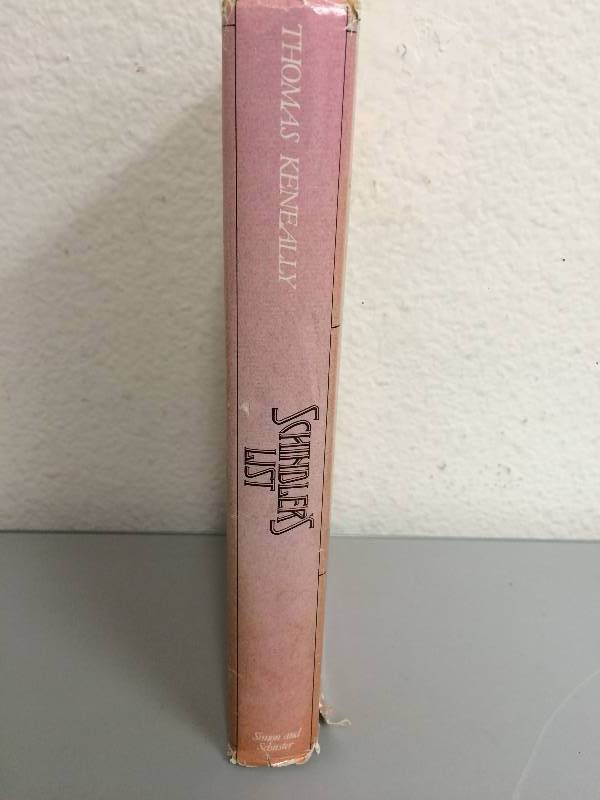 THOMAS KENEALLY
SCHINDLER'S
LIST
Simon and
Schuster